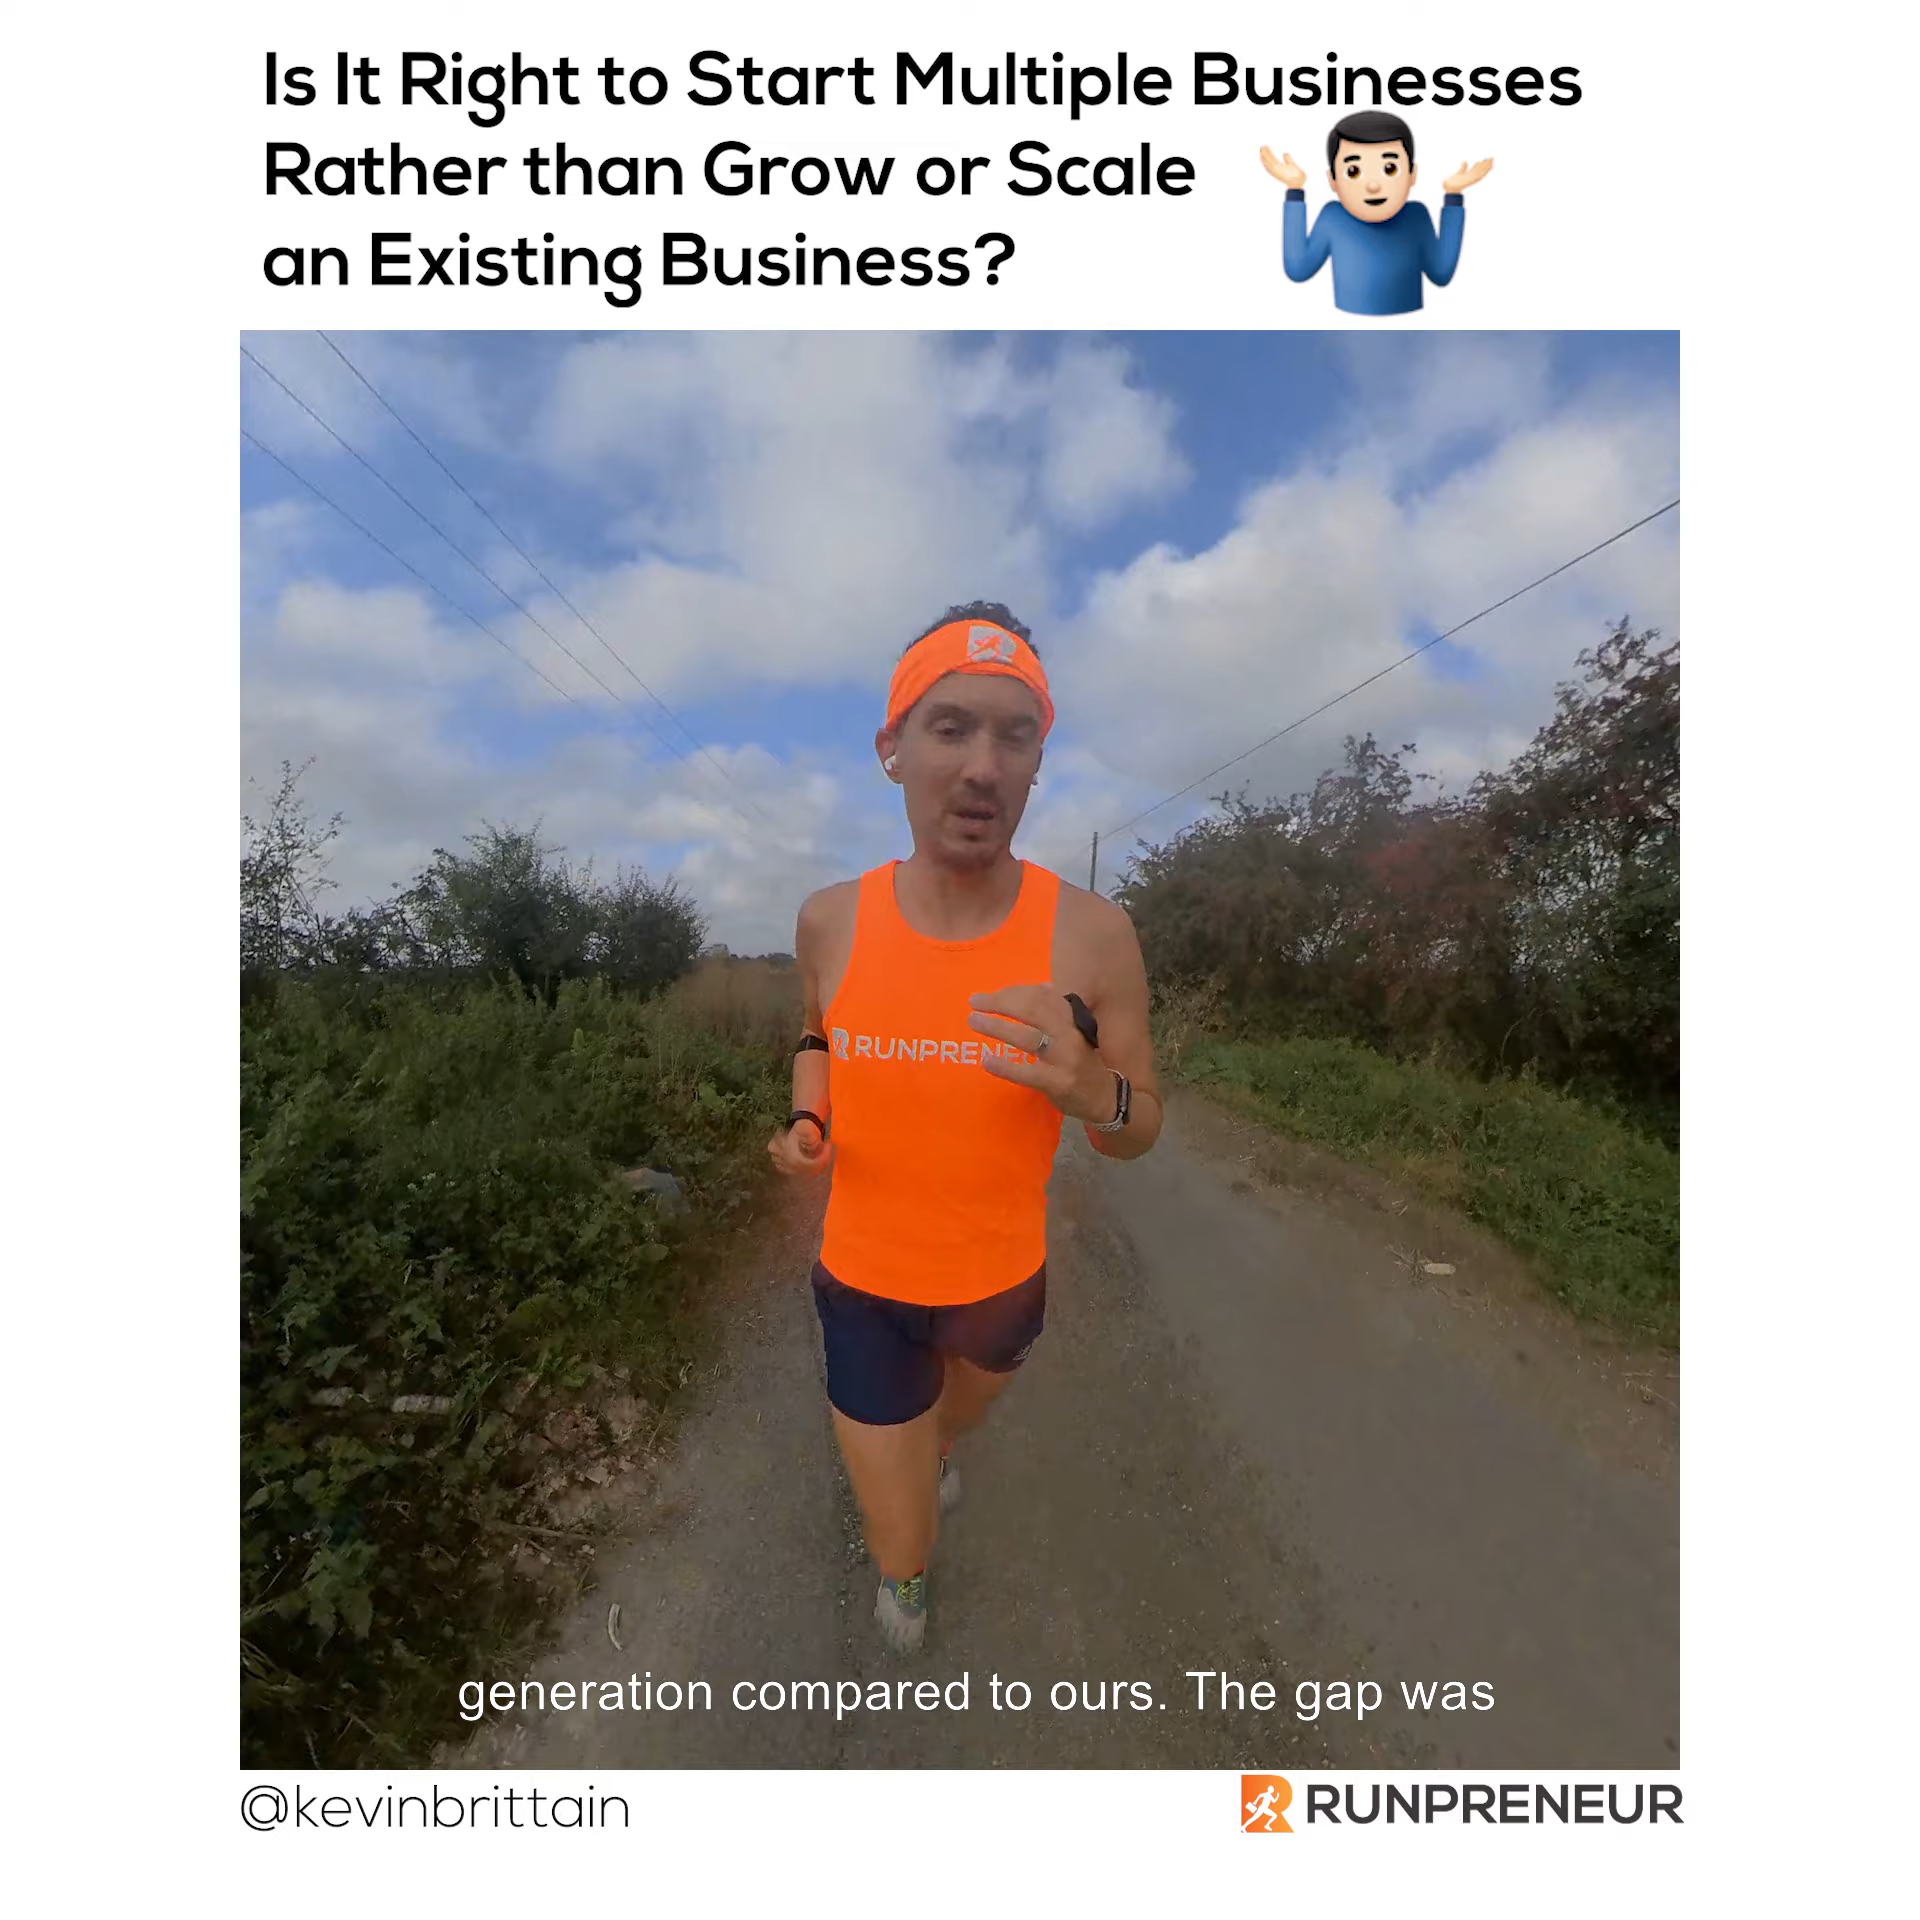 Is It Right to Start Multiple Businesses
Rather than Grow or Scale
an Existing Business?
RUNPRENEU
generation compared to ours. The gap was
@kevinbrittain
RUNPRENEUR